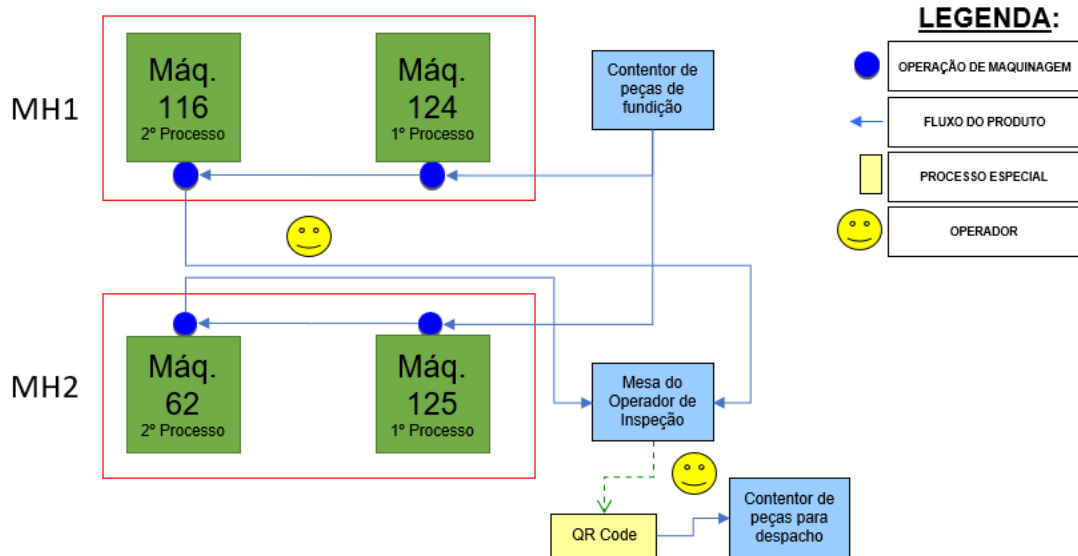 MH1
Máq.
116
2º Processo
Máq.
124
1º Processo
Contentor de
peças de
fundição
MH2
Máq.
62
2º Processo
Máq.
125
1º Processo
Mesa do
Operador de
Inspeção
QR Code
Contentor de
peças para
despacho
LEGENDA:
OPERAÇÃO DE MAQUINAGEM
FLUXO DO PRODUTO
PROCESSO ESPECIAL
OPERADOR